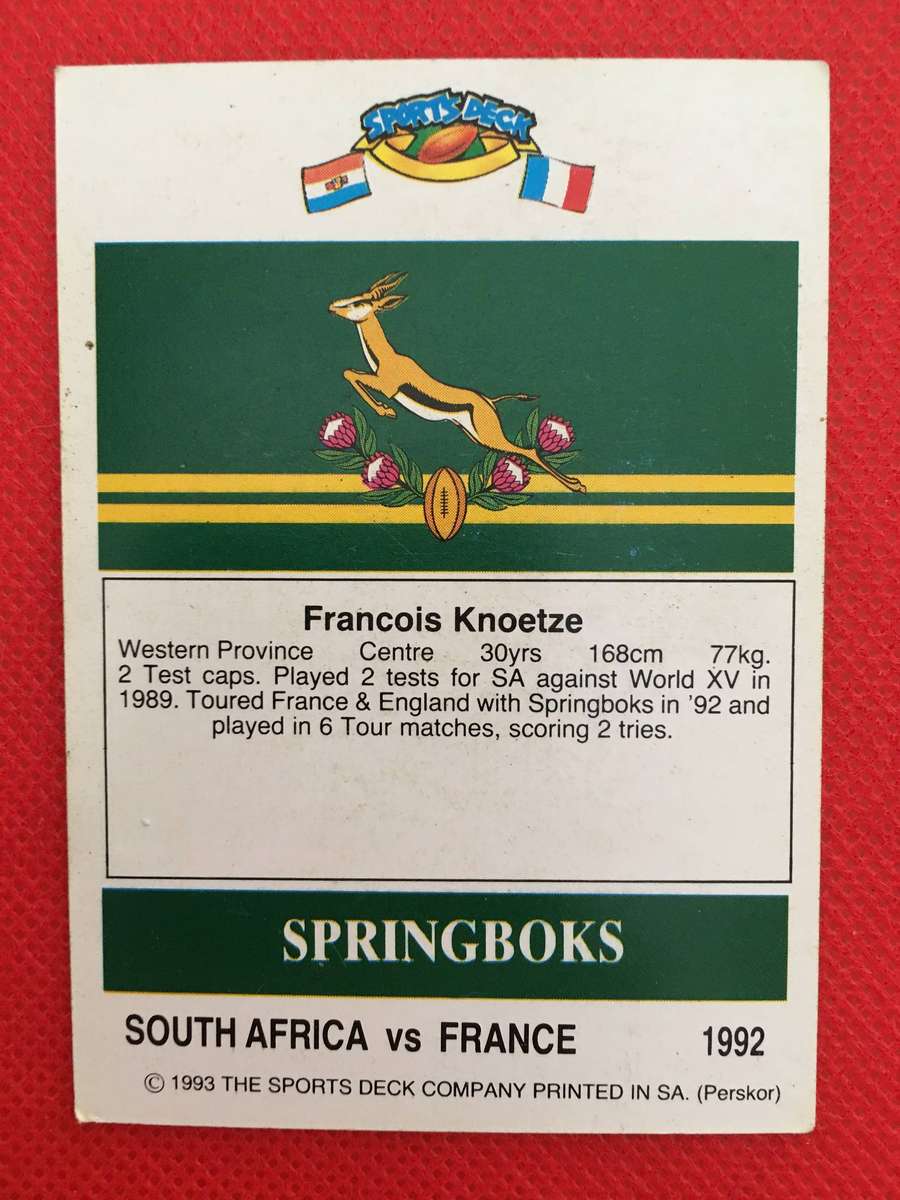 SPORTS DECK
Francois Knoetze
Western Province Centre 30yrs 168cm 77kg.
2 Test caps. Played 2 tests for SA against World XV in
1989. Toured France & England with Springboks in '92 and
played in 6 Tour matches, scoring 2 tries.
SPRINGBOKS
SOUTH AFRICA vs FRANCE 1992
© 1993 THE SPORTS DECK COMPANY PRINTED IN SA. (Perskor)